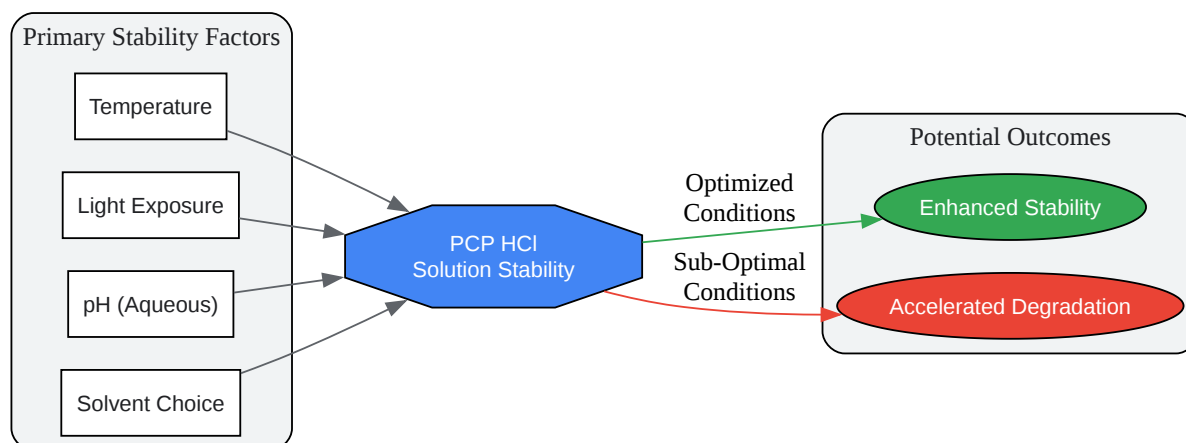 Primary Stability Factors
Temperature
Light Exposure
pH (Aqueous)
Solvent Choice
PCP HCl
Solution Stability
Optimized
Conditions
Sub-Optimal
Conditions
Potential Outcomes
Enhanced Stability
Accelerated Degradation